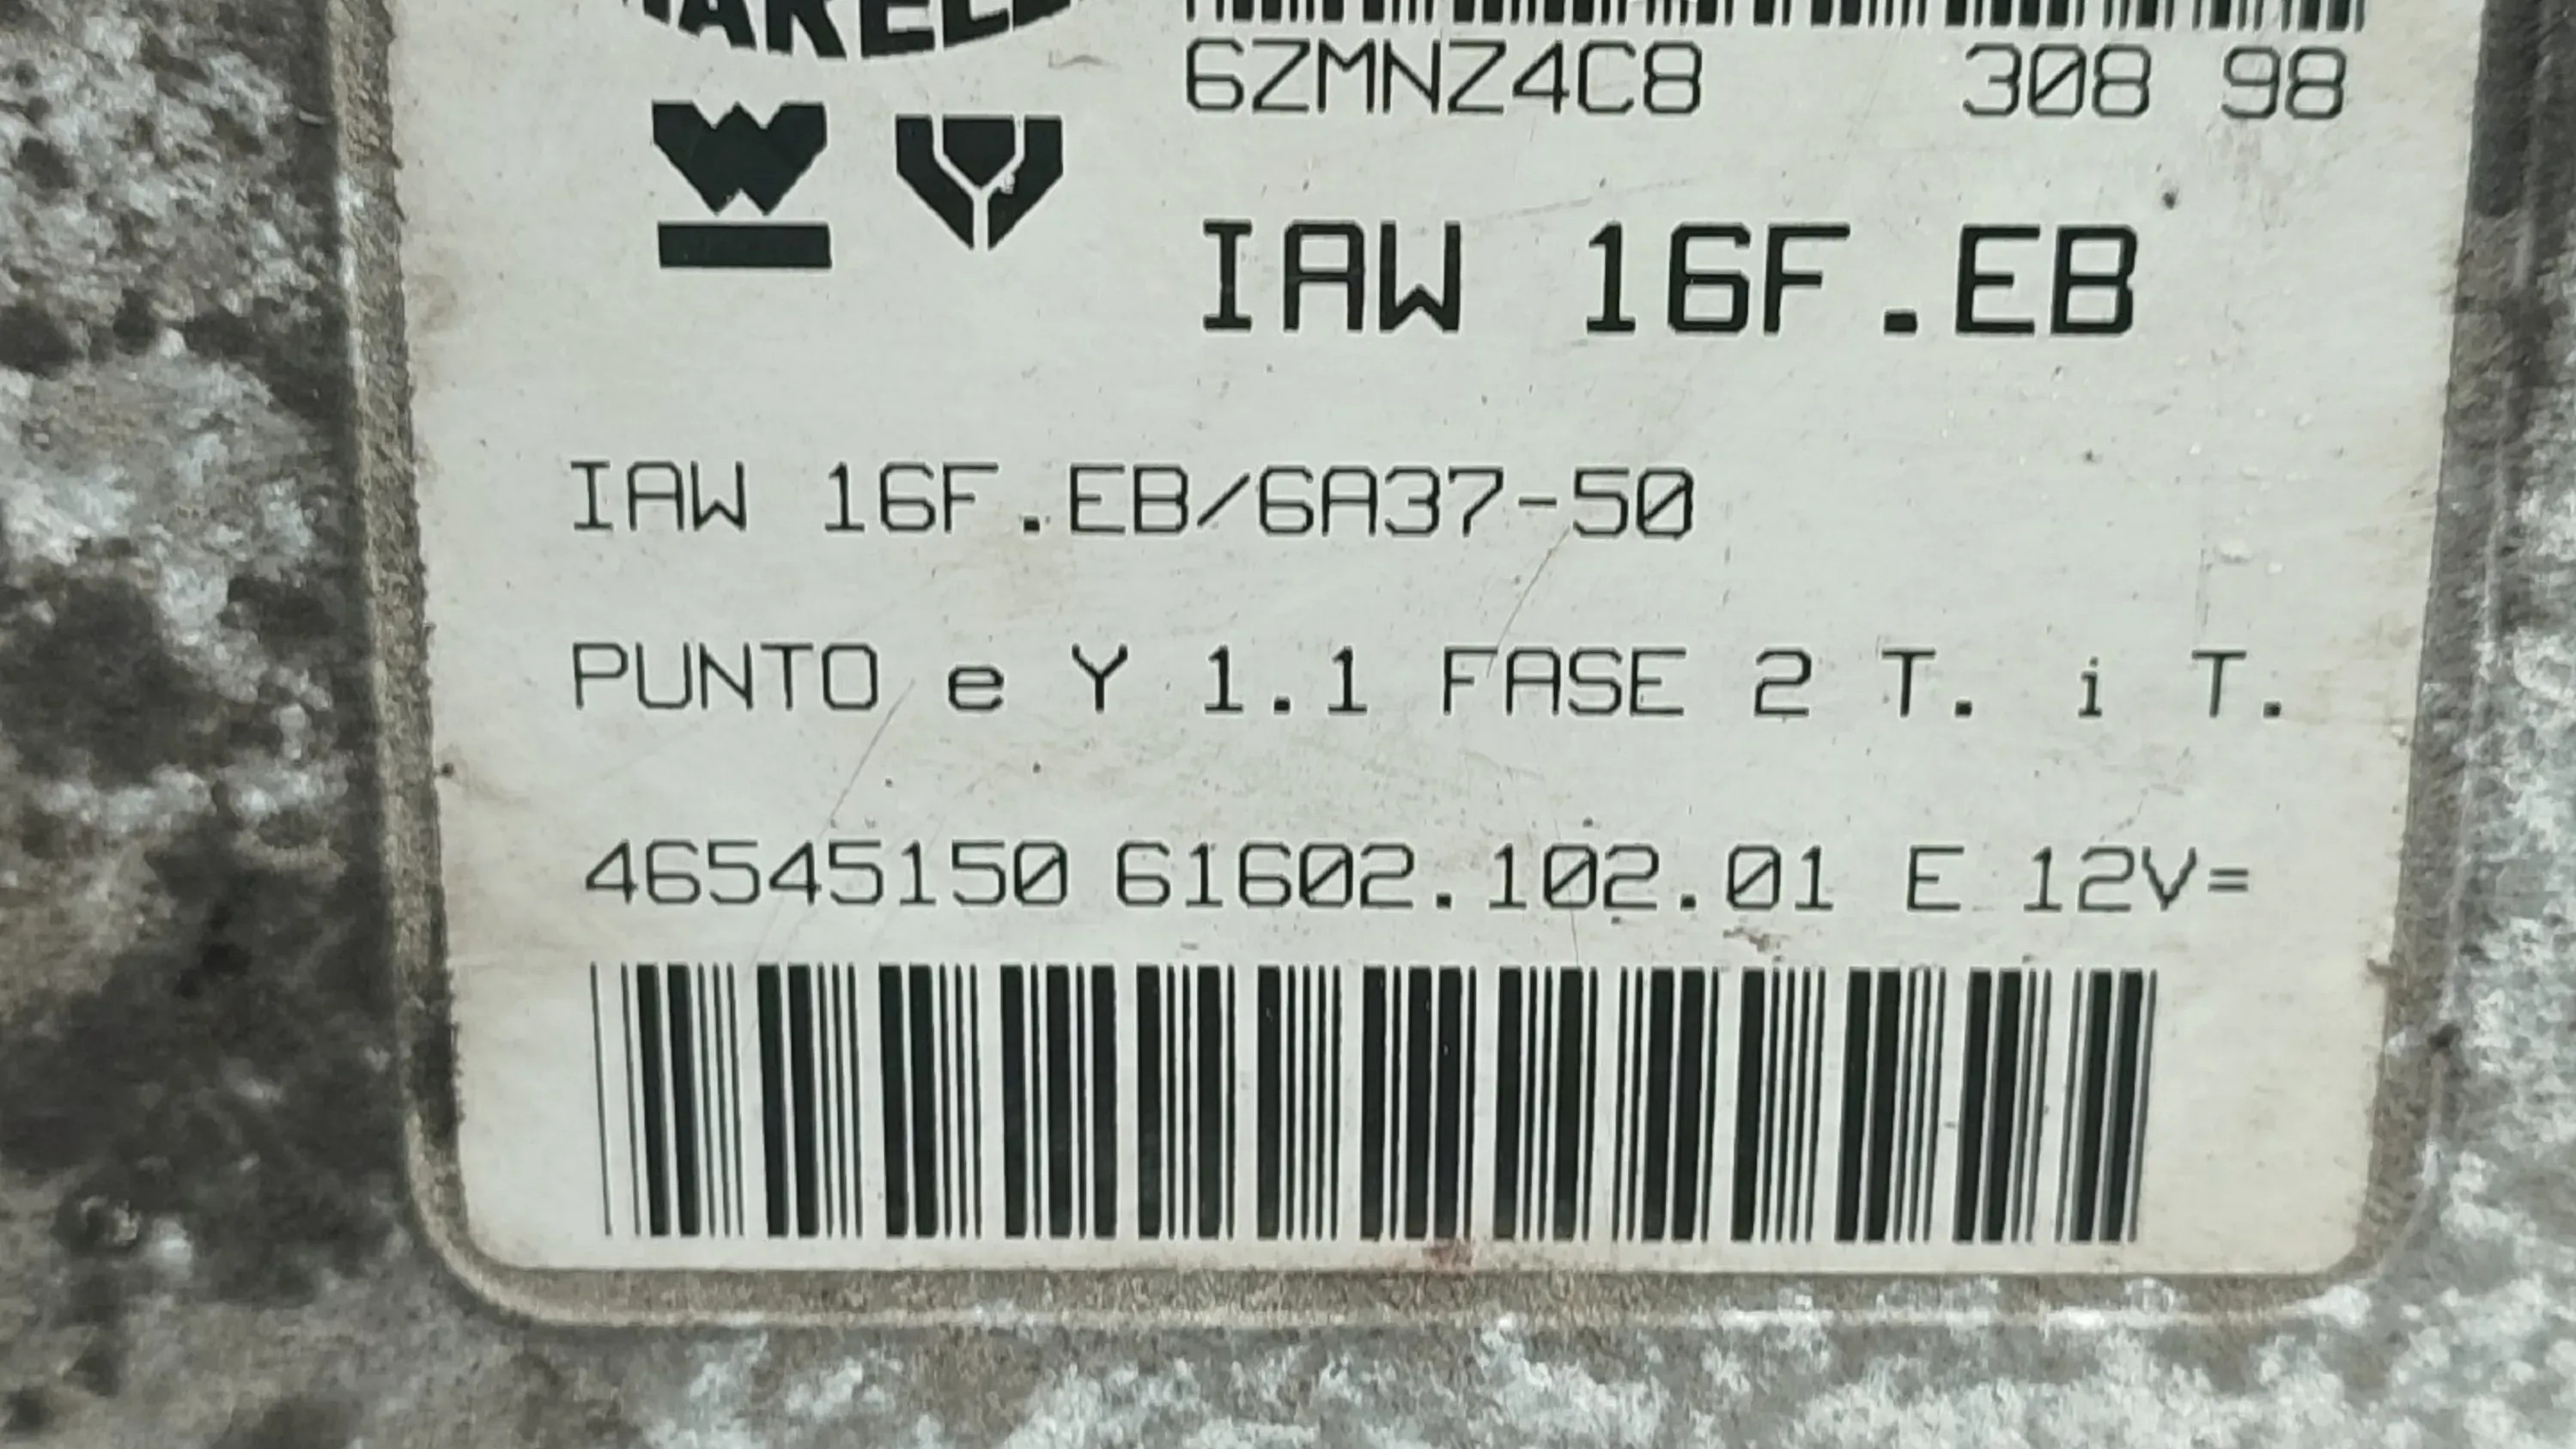 6ZMNZ4C8 308 98
IAW 16F.EB
IAW 16F.EB/6A37-50
PUNTO e Y 1.1 FASE 2 T. i T.
46545150 61602.102.01 E 12V=